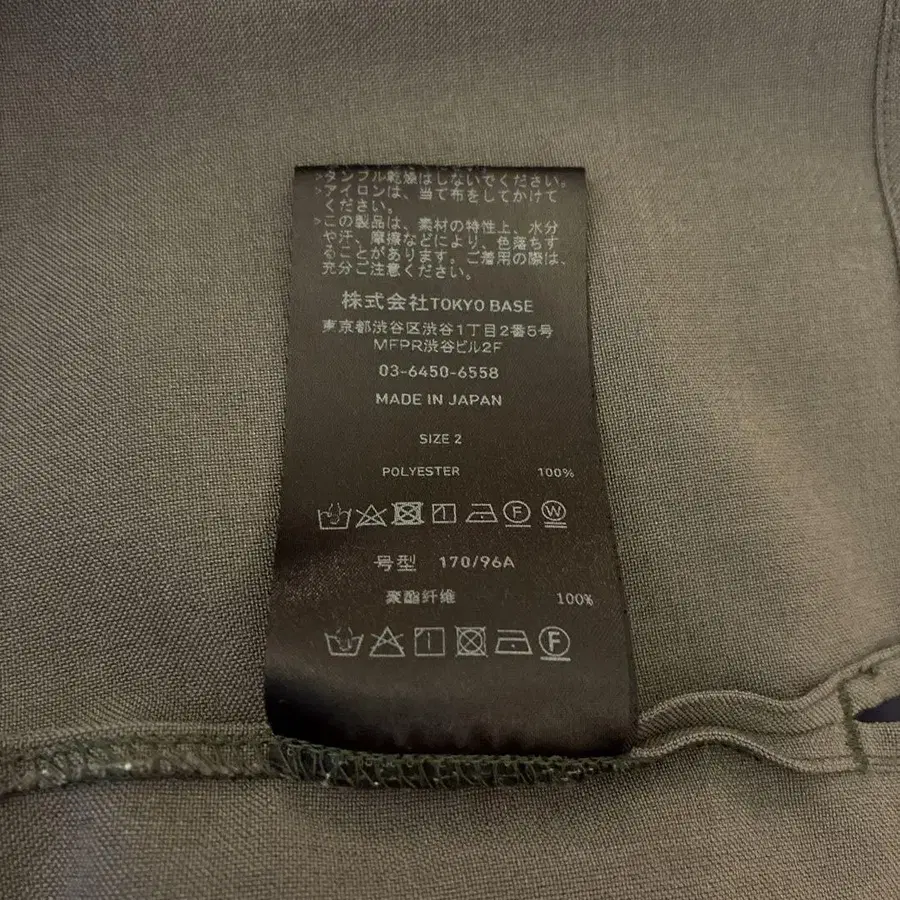 タンブル乾燥はしないでください。
>アイロンは、当て布をしてかけて
ください。
>この製品は、素材の特性上、水分
や汗、摩擦などにより、色落ちす
ることがあります。ご着用の際は、
充分ご注意ください。
株式会社TOKYO BASE
東京都渋谷区渋谷1丁目2番5号
MFPR渋谷ビル2F
03-6450-6558
MADE IN JAPAN
SIZE 2
POLYESTER 100%
1 F W
号型 170/96A
聚酯纤维 100%
1 F